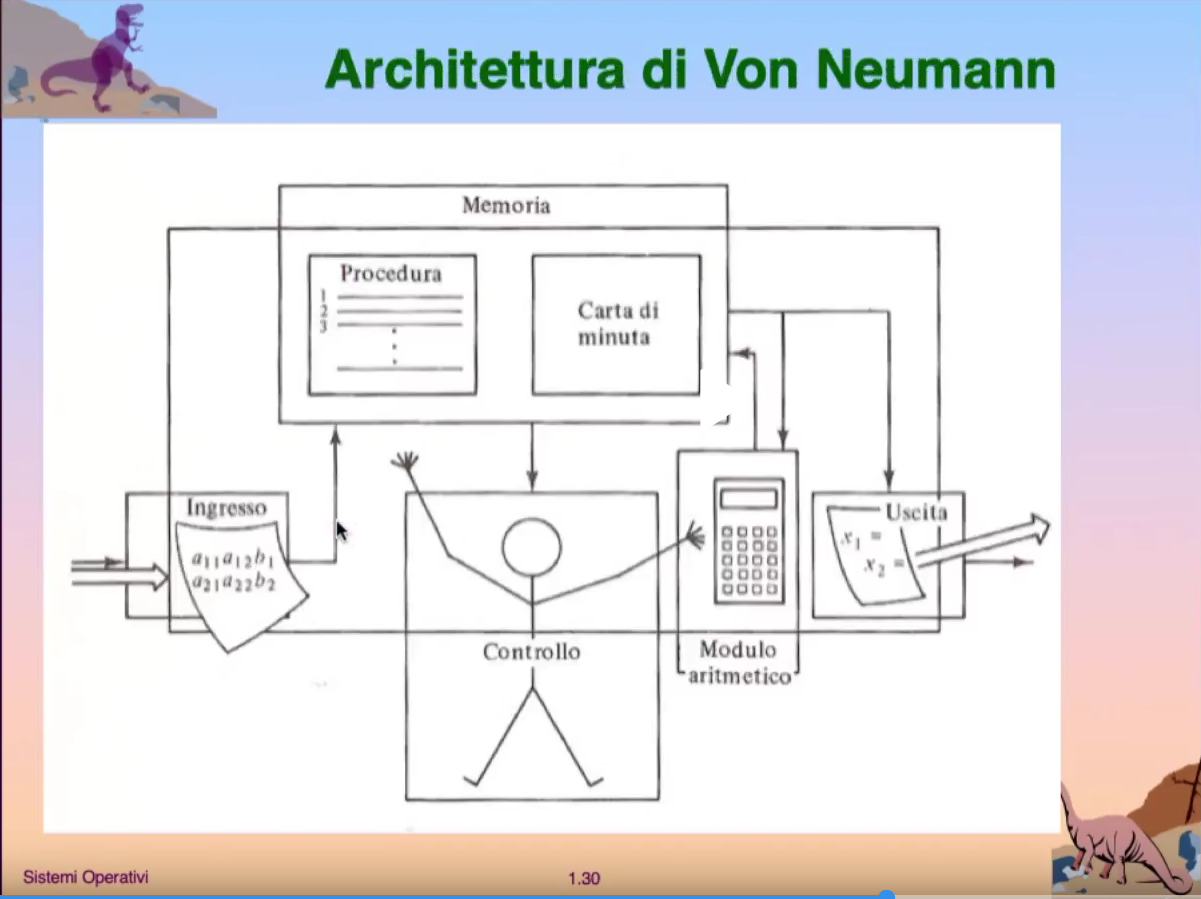 Architettura di Von Neumann
Memoria
Procedura
1
2
3
Carta di
minuta
Ingresso
a₁₁a₁₂b₁
a₂₁a₂₂b₂
Controllo
Modulo
aritmetico
Uscita
x₁ =
x₂ =
Sistemi Operativi
1.30